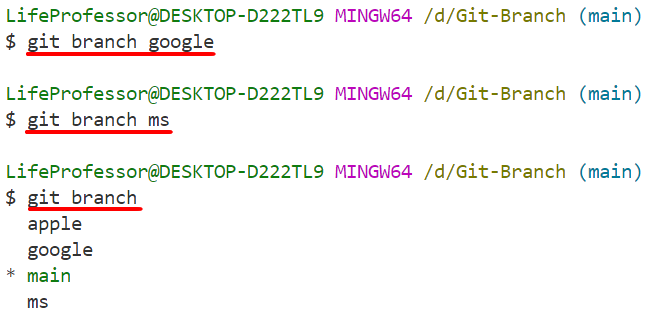 LifeProfessor@DESKTOP-D222TL9 MINGW64 /d/Git-Branch (main)
$ git branch google
LifeProfessor@DESKTOP-D222TL9 MINGW64 /d/Git-Branch (main)
$ git branch ms
LifeProfessor@DESKTOP-D222TL9 MINGW64 /d/Git-Branch (main)
$ git branch
apple
google
* main
ms